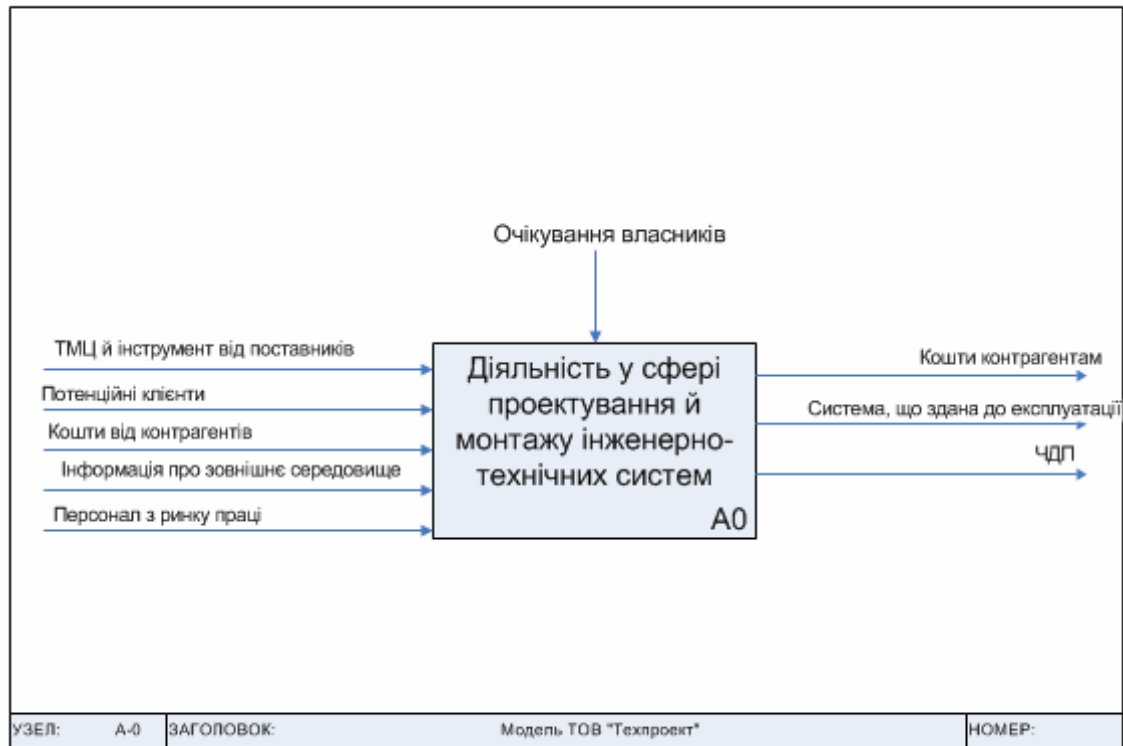 Очікування власників
ТМЦ й інструмент від поставників
Потенційні клієнти
Кошти від контрагентів
Інформація про зовнішнє середовище
Персонал з ринку праці
Діяльність у сфері
проектування й
монтажу інженерно-
технічних систем
А0
Кошти контрагентам
Система, що здана до експлуатації
ЧДП
УЗЕЛ: А-0 ЗАГОЛОВОК: Модель ТОВ "Техпроект" НОМЕР: